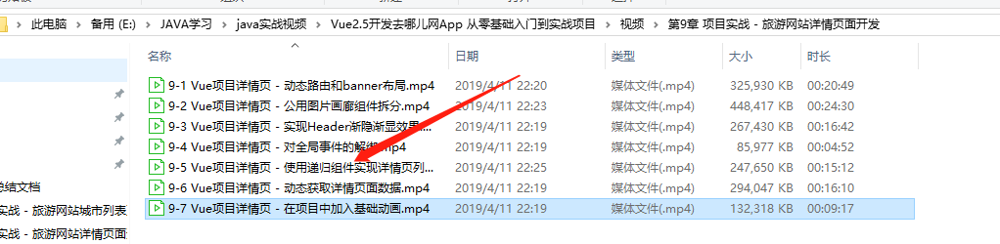 此电脑 > 备用 (E:) > JAVA学习 > java实战视频 > Vue2.5开发去哪儿网App 从零基础入门到实战项目 > 视频 > 第9章 项目实战 - 旅游网站详情页面开发
名称 日期 类型 大小 时长
9-1 Vue项目详情页 - 动态路由和banner布局.mp4 2019/4/11 22:20 媒体文件(.mp4) 325,930 KB 00:20:49
9-2 Vue项目详情页 - 公用图片画廊组件拆分.mp4 2019/4/11 22:20 媒体文件(.mp4) 448,417 KB 00:24:30
9-3 Vue项目详情页 - 实现Header渐隐渐显效果.... 2019/4/11 22:19 媒体文件(.mp4) 267,430 KB 00:16:42
9-4 Vue项目详情页 - 对全局事件的解绑.mp4 2019/4/11 22:19 媒体文件(.mp4) 85,977 KB 00:04:52
9-5 Vue项目详情页 - 使用递归组件实现详情页列... 2019/4/11 22:25 媒体文件(.mp4) 247,650 KB 00:15:12
9-6 Vue项目详情页 - 动态获取详情页面数据.mp4 2019/4/11 22:19 媒体文件(.mp4) 294,047 KB 00:16:10
9-7 Vue项目详情页 - 在项目中加入基础动画.mp4 2019/4/11 22:19 媒体文件(.mp4) 132,318 KB 00:09:17
总结文档
实战 - 旅游网站城市列表
实战 - 旅游网站详情页面